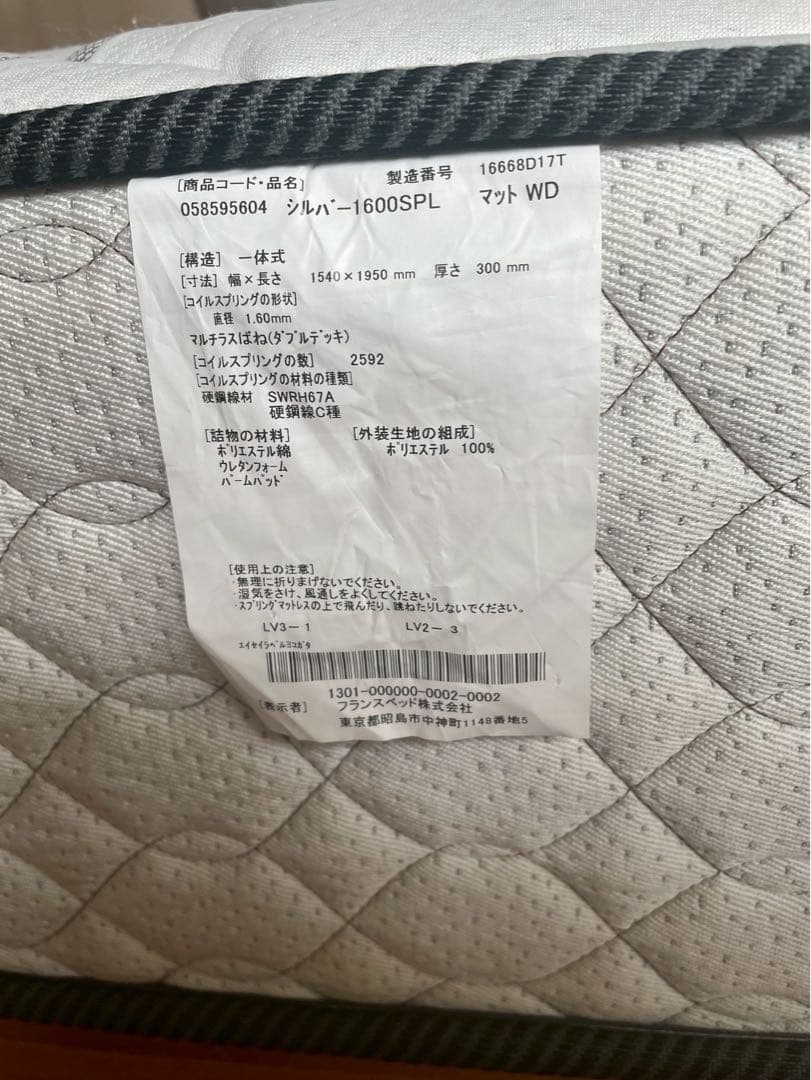 [商品コード・品名] 製造番号 16668D17T
058595604 シルバー1600SPL マット WD
[構造] 一体式
[寸法] 幅×長さ 1540×1950 mm 厚さ 300 mm
[コイルスプリングの形状]
直径 1.60mm
マルチラスばね(ダブルデッキ)
[コイルスプリングの数] 2592
[コイルスプリングの材料の種類]
硬鋼線材 SWRH67A
硬鋼線C種
[詰物の材料] [外装生地の組成]
ポリエステル綿 ポリエステル 100%
ウレタンフォーム
パームパッド
[使用上の注意]
・無理に折りまげないでください。
・湿気をさけ、風通しをよくしてください。
・スプリングマットレスの上で飛んだり、跳ねたりしないでください。
LV3-1 LV2-3
エイセイラベルヨコガタ
1301-000000-0002-0002
[表示者] フランスベッド株式会社
東京都昭島市中神町1148番地5